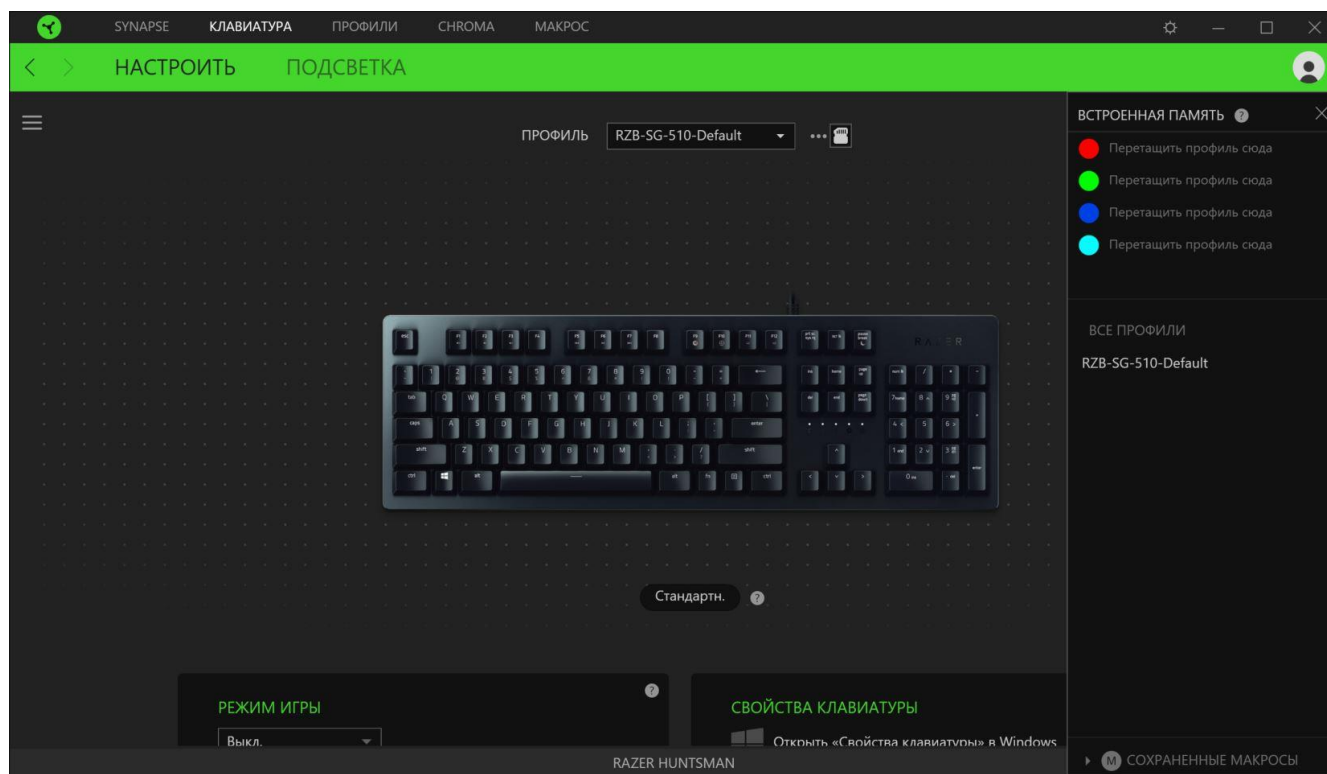 SYNAPSE КЛАВИАТУРА ПРОФИЛИ CHROMA МАКРОС
НАСТРОИТЬ ПОДСВЕТКА
ПРОФИЛЬ RZB-SG-510-Default
ВСТРОЕННАЯ ПАМЯТЬ ?
Перетащить профиль сюда
Перетащить профиль сюда
Перетащить профиль сюда
Перетащить профиль сюда
ВСЕ ПРОФИЛИ
RZB-SG-510-Default
Стандартн. ?
РЕЖИМ ИГРЫ ?
Выкл.
СВОЙСТВА КЛАВИАТУРЫ
Открыть «Свойства клавиатуры» в Windows
RAZER HUNTSMAN
M СОХРАНЕННЫЕ МАКРОСЫ